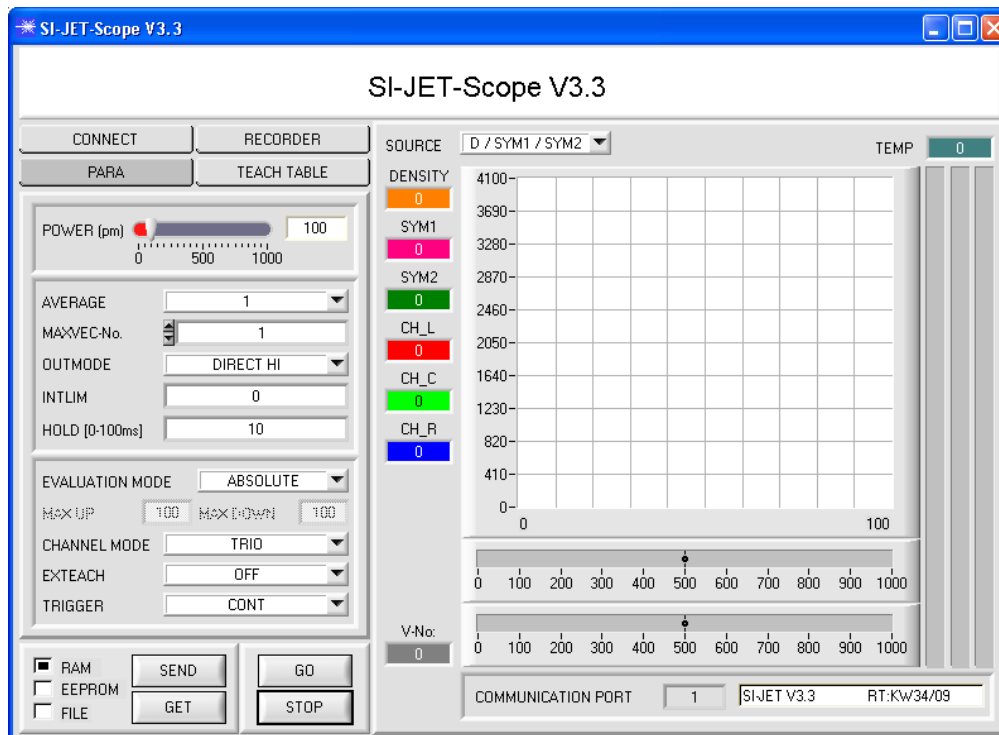 SI-JET-Scope V3.3
SI-JET-Scope V3.3
CONNECT RECORDER
PARA TEACH TABLE
POWER (pm) 100
0 500 1000
AVERAGE 1
MAXVEC-No. 1
OUTMODE DIRECT HI
INTLIM 0
HOLD [0-100ms] 10
EVALUATION MODE ABSOLUTE
MAX UP 100 MAX DOWN 100
CHANNEL MODE TRIO
EXTEACH OFF
TRIGGER CONT
RAM
EEPROM
FILE
SEND
GET
GO
STOP
SOURCE D / SYM1 / SYM2
TEMP 0
DENSITY
0
SYM1
0
SYM2
0
CH_L
0
CH_C
0
CH_R
0
4100
3690
3280
2870
2460
2050
1640
1230
820
410
0
0 100
0 100 200 300 400 500 600 700 800 900 1000
V-No:
0
0 100 200 300 400 500 600 700 800 900 1000
COMMUNICATION PORT 1 SI-JET V3.3 RT:KW34/09